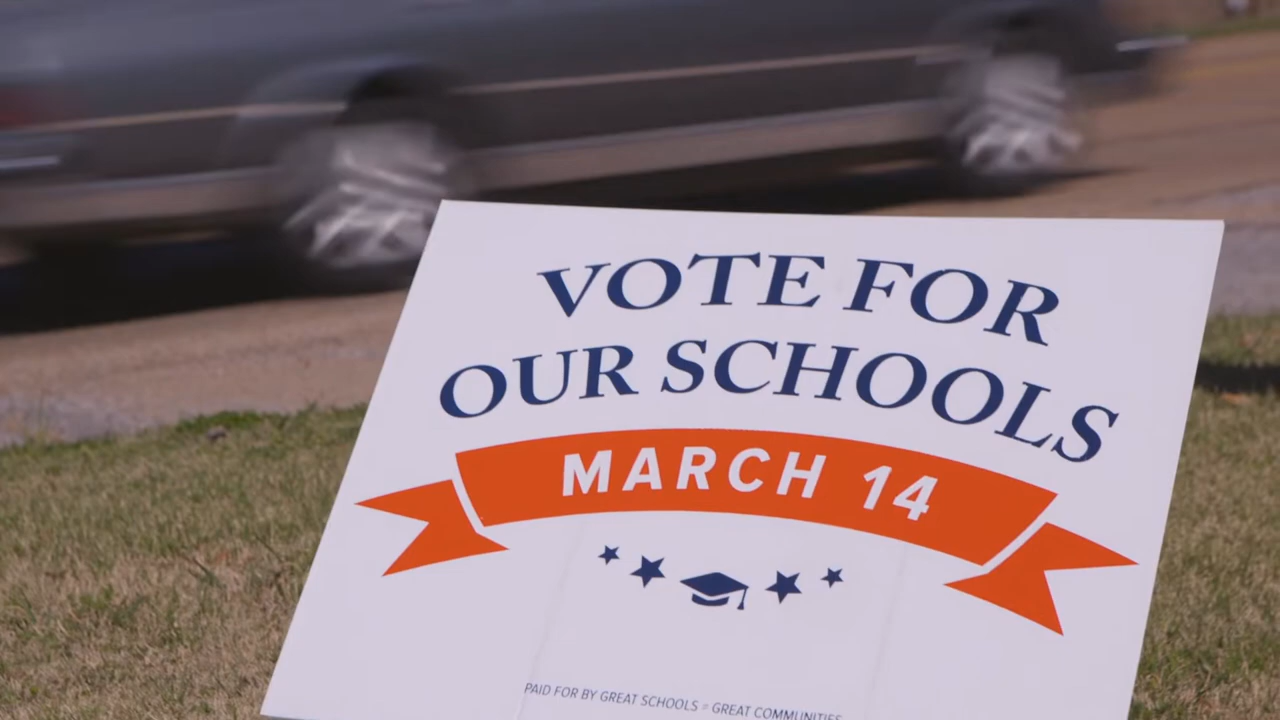 VOTE FOR
OUR SCHOOLS
MARCH 14
PAID FOR BY GREAT SCHOOLS = GREAT COMMUNITIES